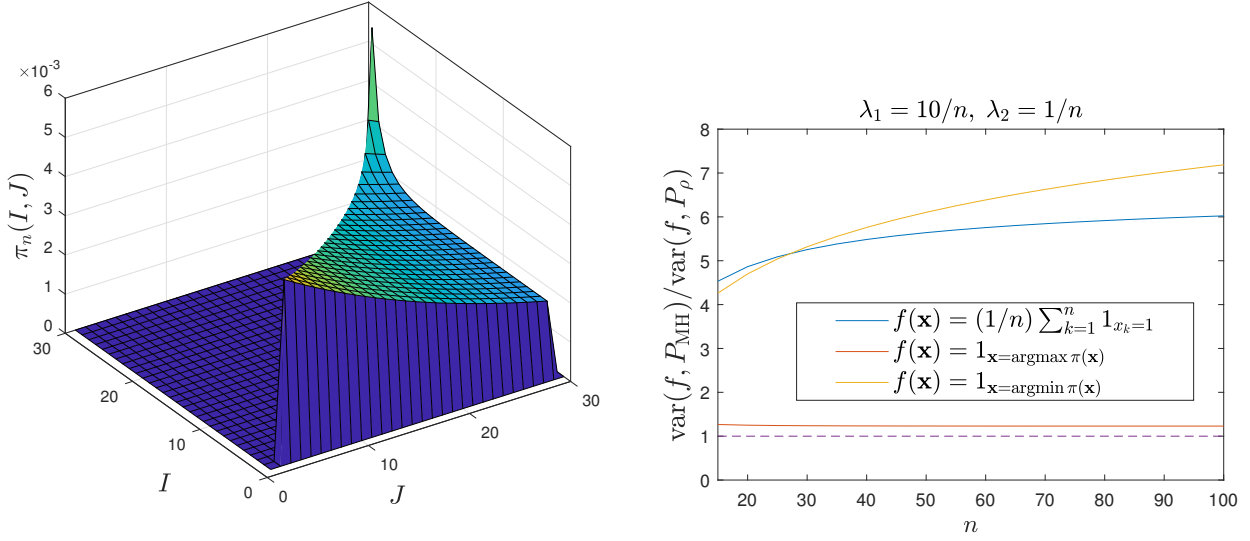 ×10⁻³
6
5
4
3
2
1
0
πₙ(I, J)
30
20
10
0
I
0
10
20
30
J
λ₁ = 10/n, λ₂ = 1/n
8
7
6
5
4
3
2
1
0
var(f, P_MH)/var(f, P_ρ)
f(𝐱) = (1/n) ∑ₖ₌₁ⁿ 1_{xₖ=1}
f(𝐱) = 1_{𝐱=argmax π(𝐱)}
f(𝐱) = 1_{𝐱=argmin π(𝐱)}
20 30 40 50 60 70 80 90 100
n